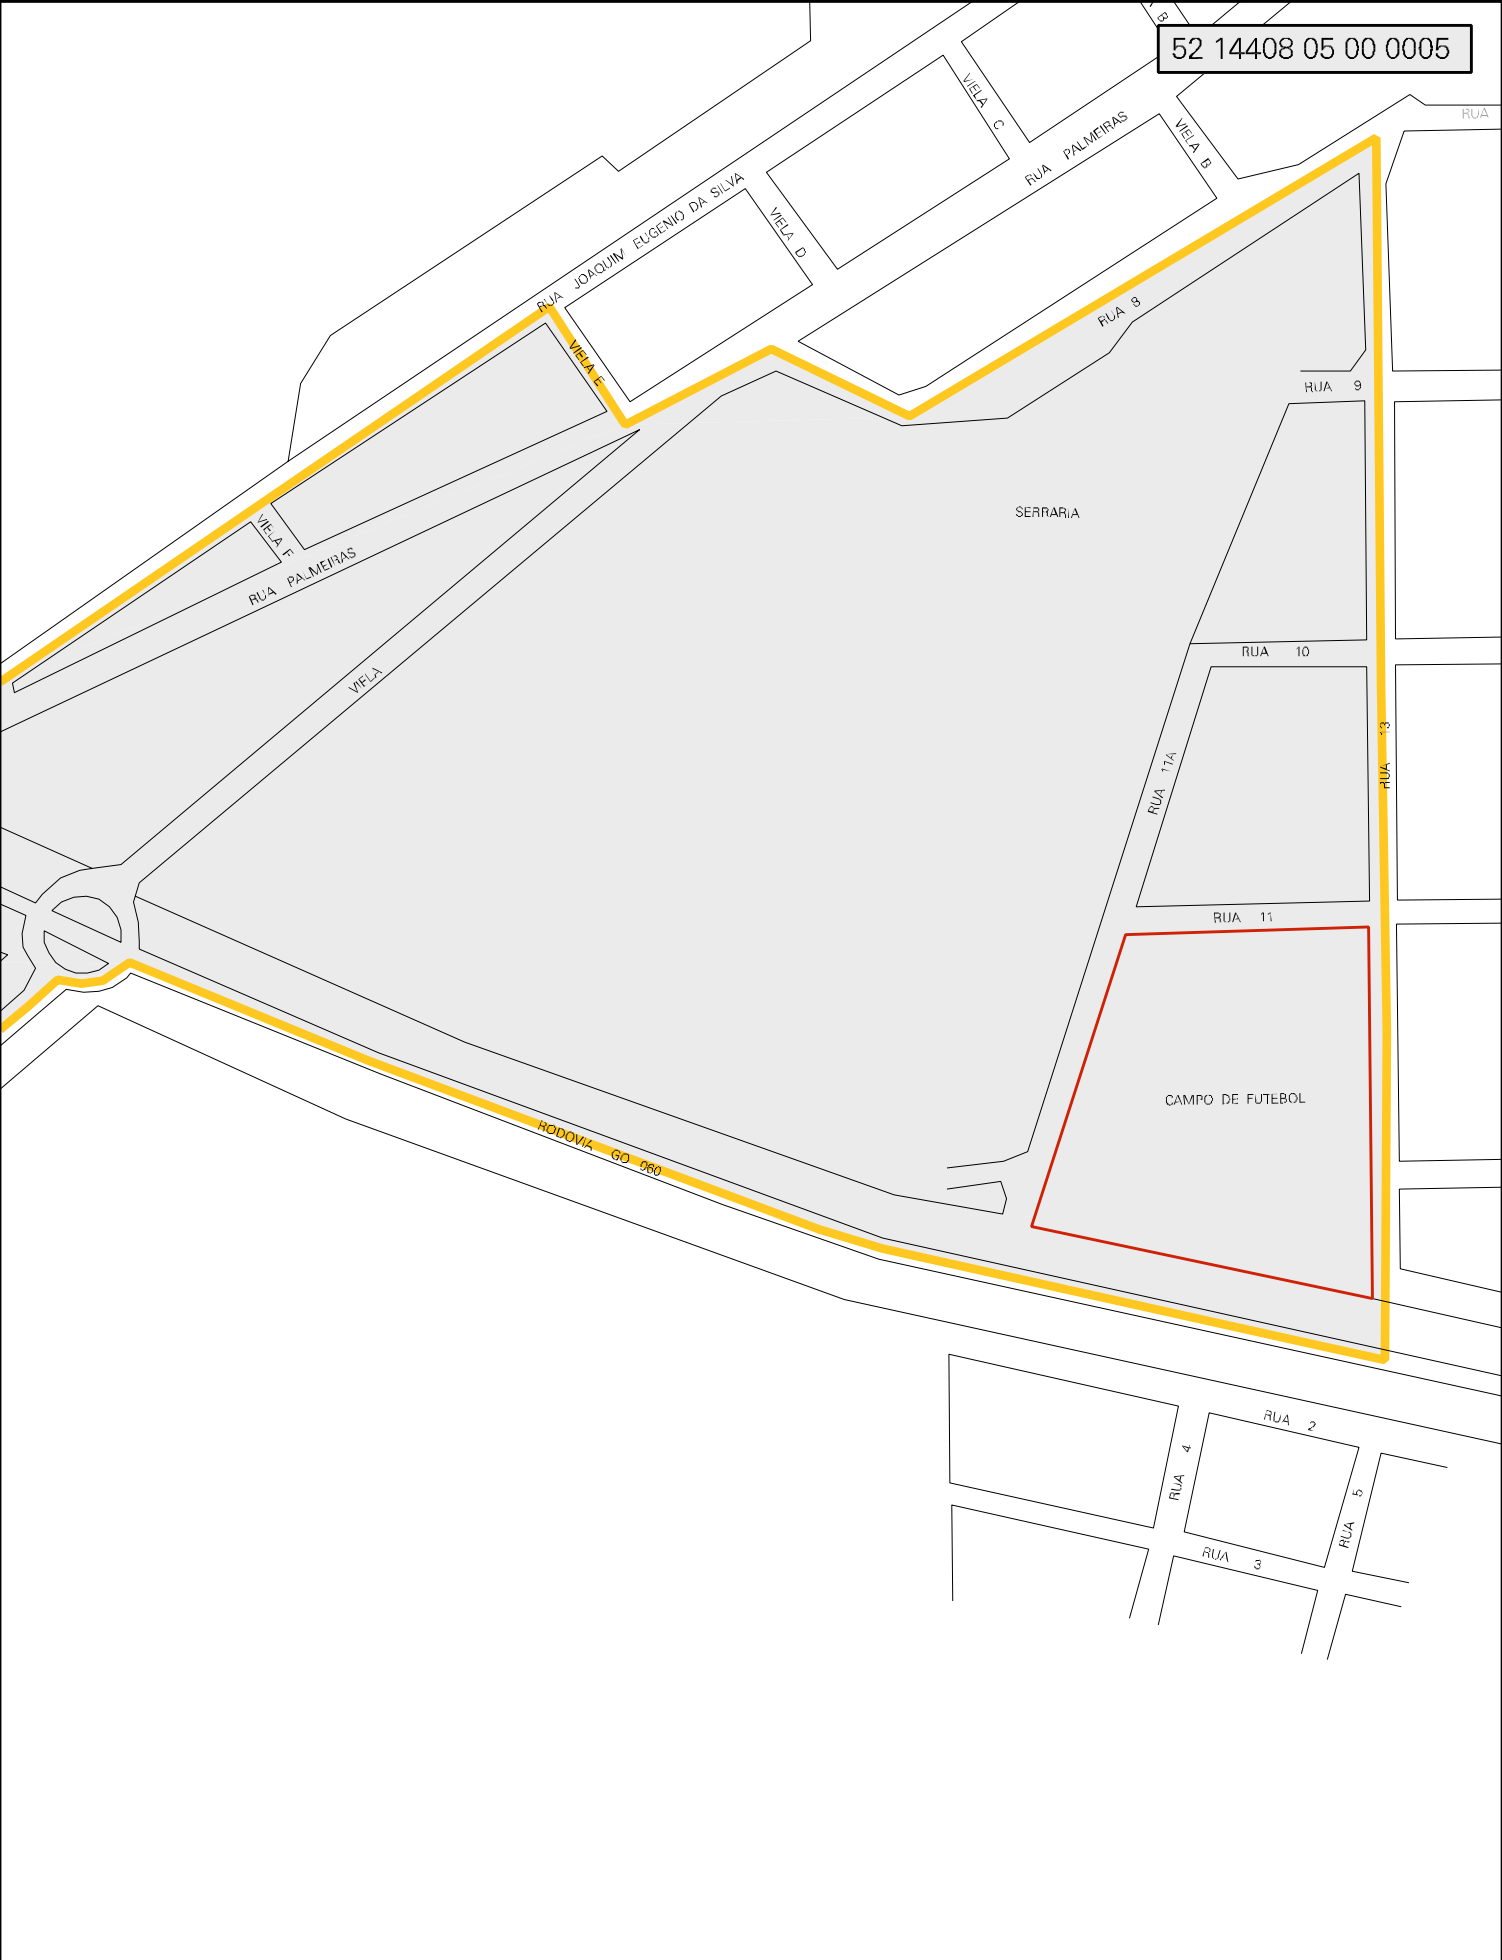 B
52 14408 05 00 0005
VIELA C
RUA PALMEIRAS
VIELA B
RUA
RUA JOAQUIM EUGENIO DA SILVA
VIELA D
RUA 8
VIELA E
RUA 9
SERRARIA
VIELA F
RUA PALMEIRAS
RUA 10
VIELA
RUA 13
RUA 11A
RUA 11
CAMPO DE FUTEBOL
RODOVIA GO 060
RUA 2
RUA 4
RUA 5
RUA 3